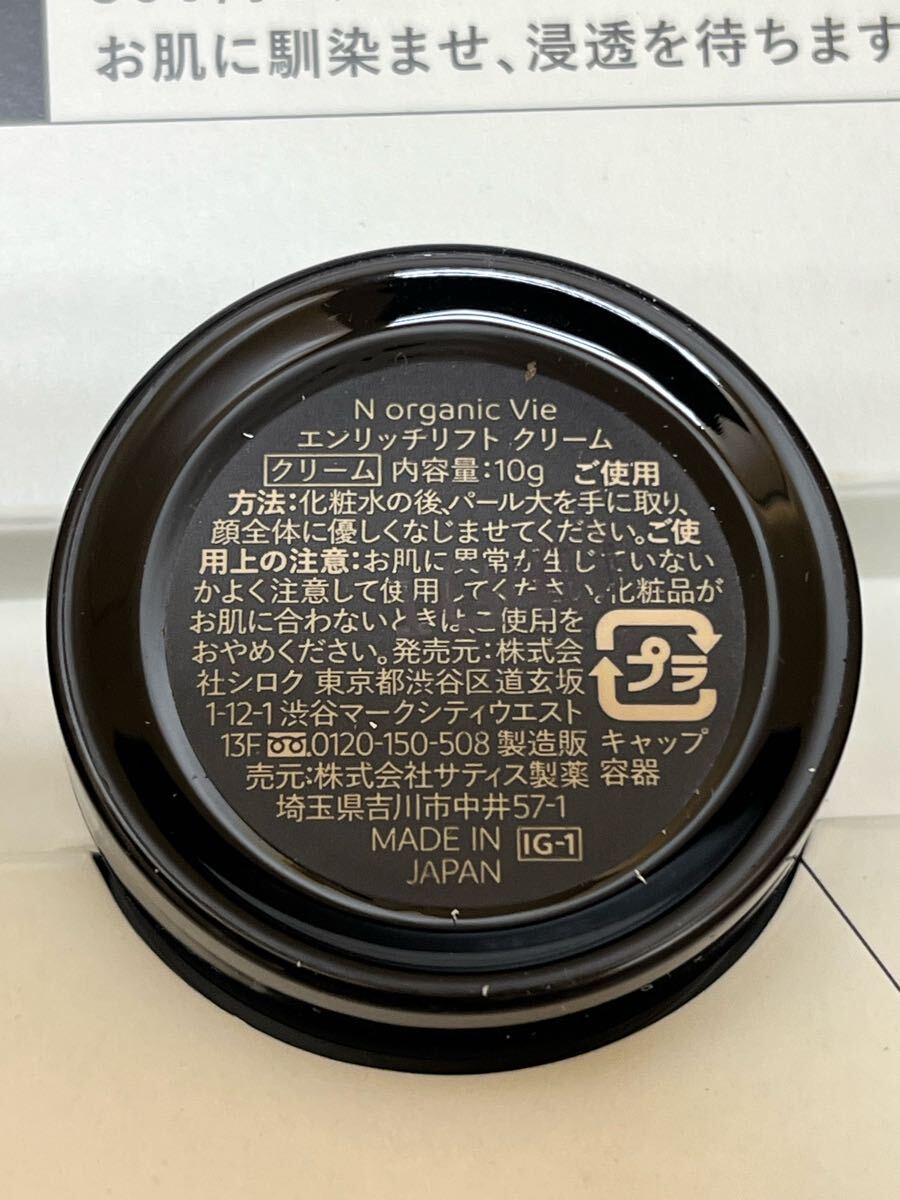 お肌に馴染ませ、浸透を待ちます
N organic Vie
エンリッチリフト クリーム
クリーム 内容量:10g ご使用
方法:化粧水の後、パール大を手に取り、
顔全体に優しくなじませてください。ご使
用上の注意:お肌に異常が生じていない
かよく注意して使用してください。化粧品が
お肌に合わないときはご使用を
おやめください。発売元:株式会
社シロク 東京都渋谷区道玄坂
1-12-1 渋谷マークシティウエスト
13F 0120-150-508 製造販
売元:株式会社サティス製薬
埼玉県吉川市中井57-1
MADE IN
JAPAN
IG-1
プラ
キャップ
容器